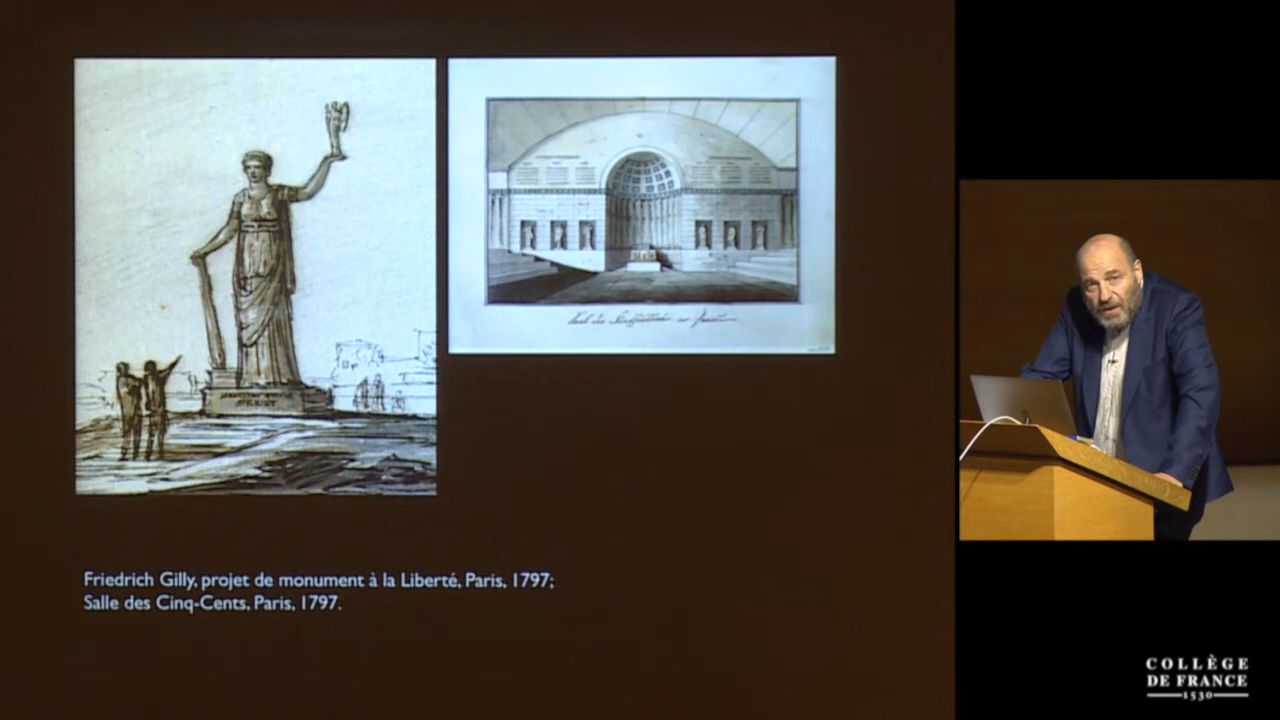 Friedrich Gilly, projet de monument à la Liberté, Paris, 1797;
Salle des Cinq-Cents, Paris, 1797.
COLLÈGE
DE FRANCE
1530